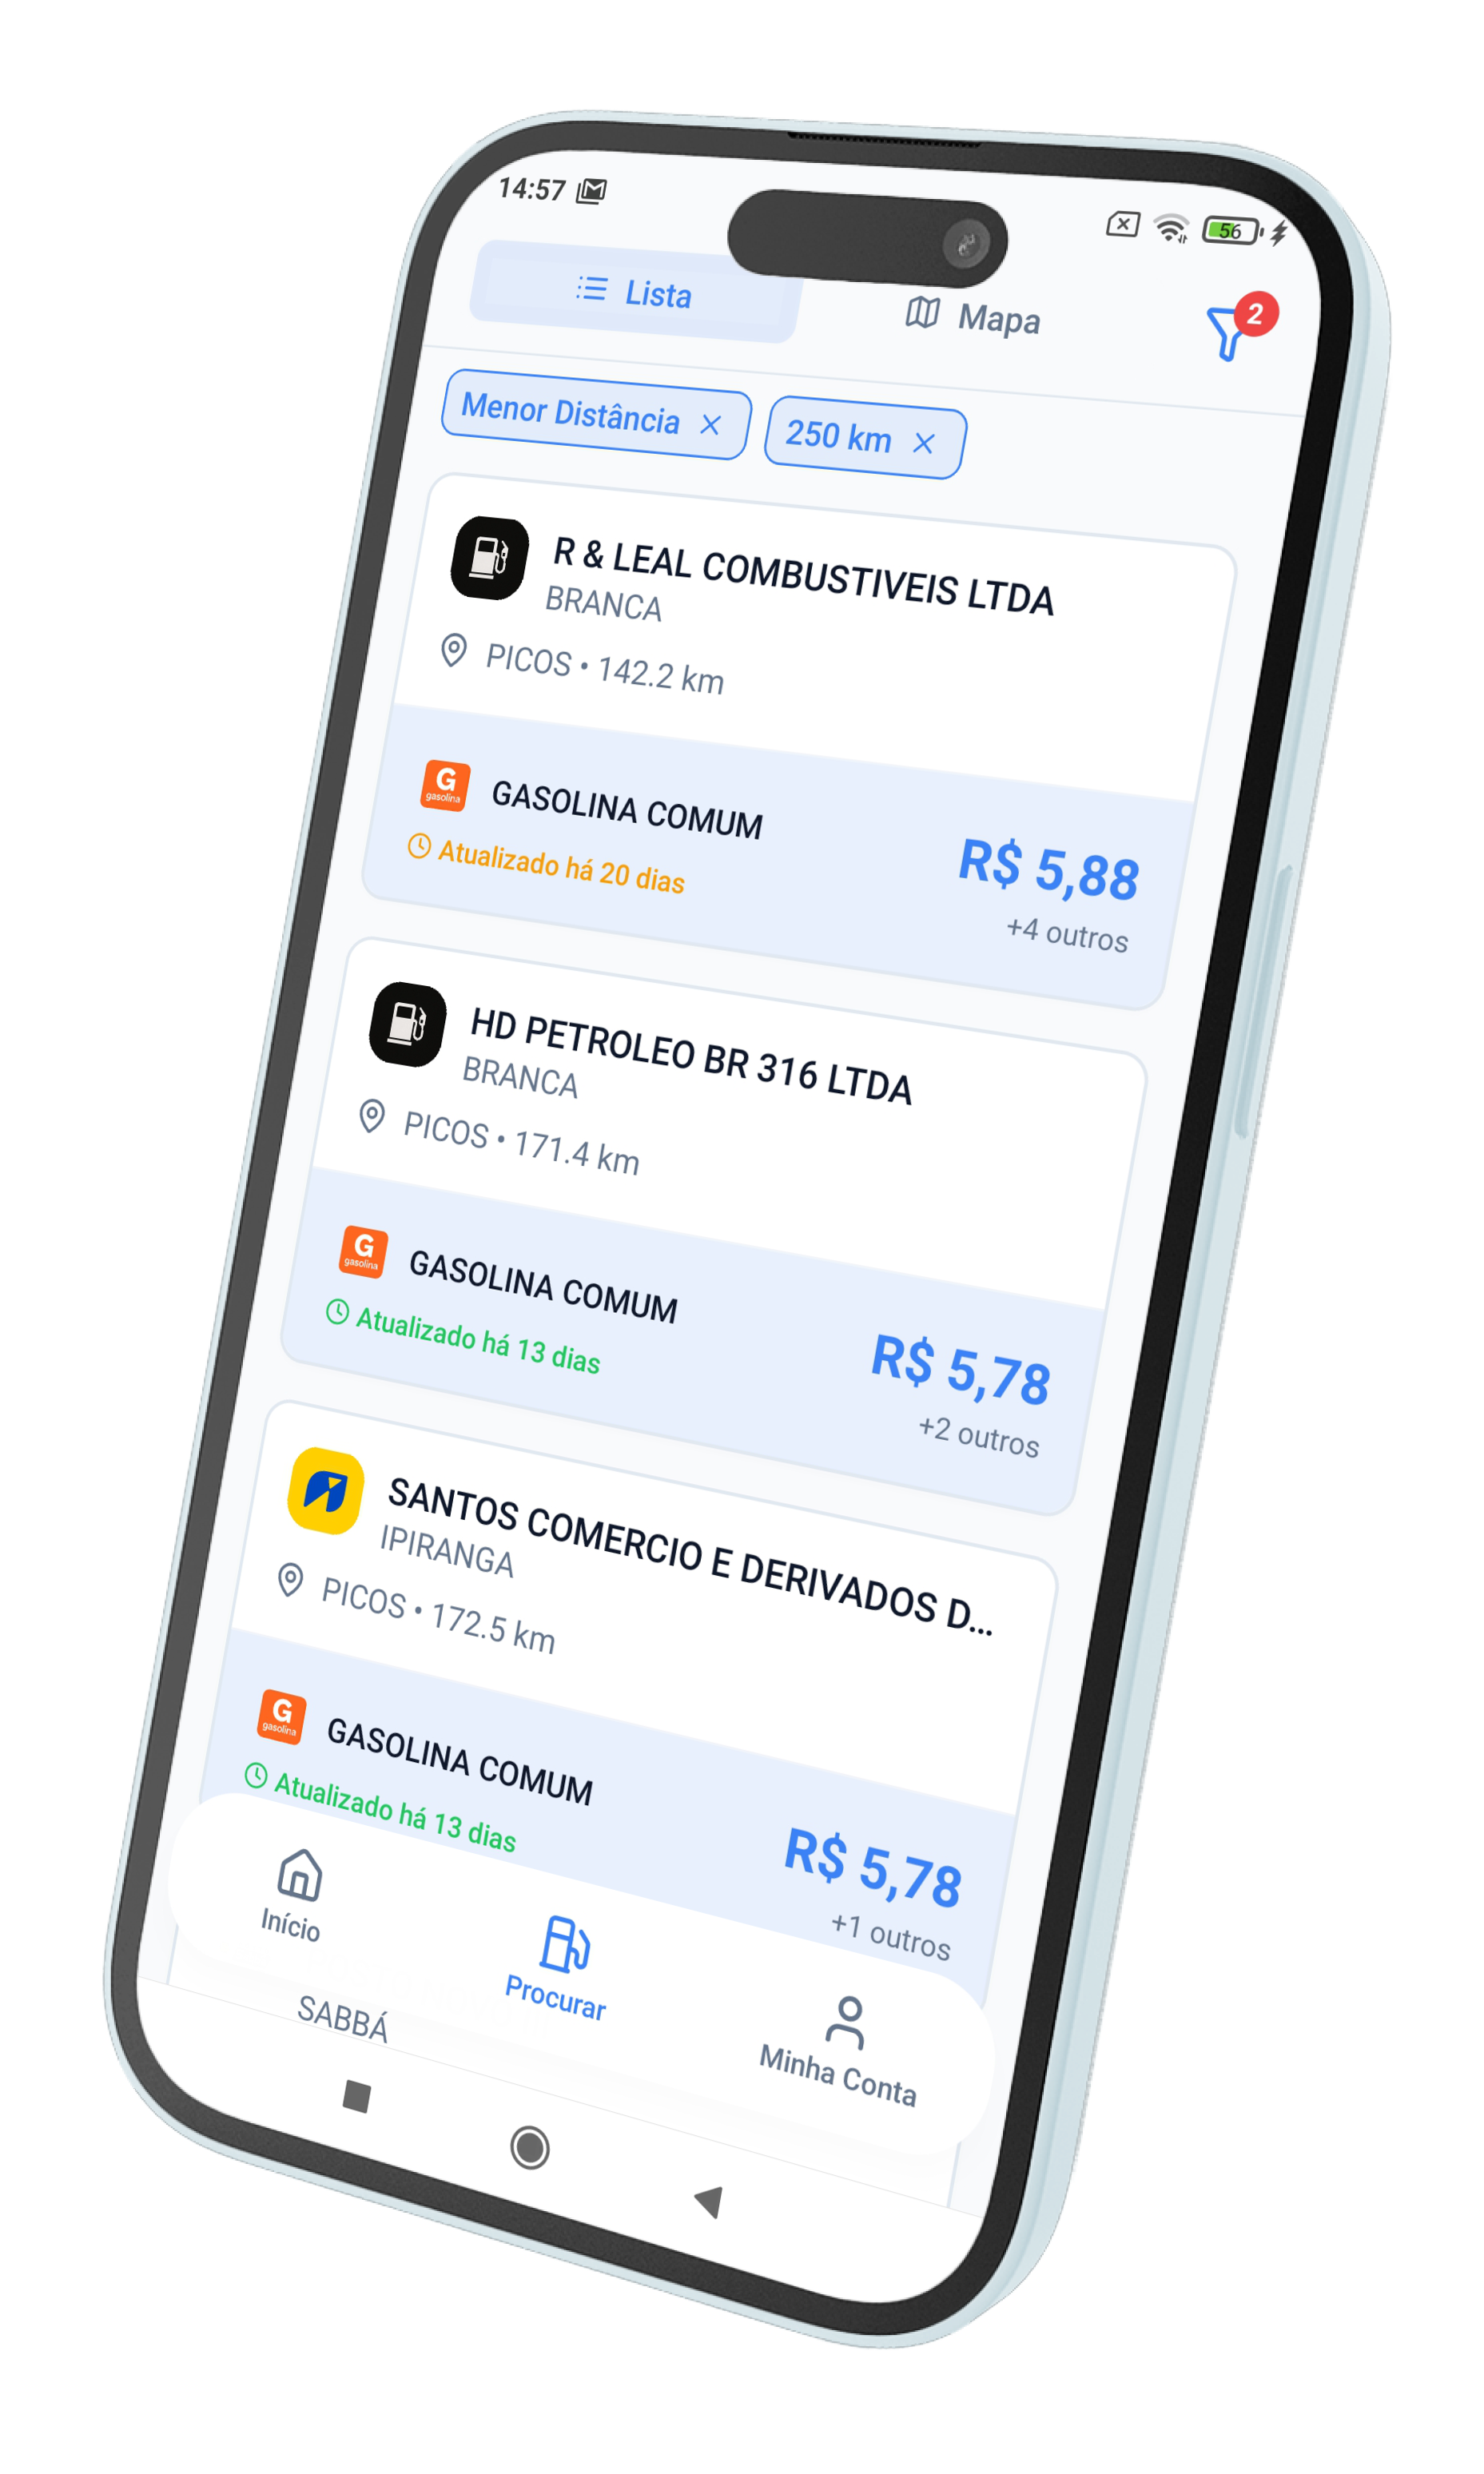 14:57
56
Lista
Mapa
2
Menor Distância
250 km
R & LEAL COMBUSTIVEIS LTDA
BRANCA
PICOS • 142.2 km
G
gasolina
GASOLINA COMUM
Atualizado há 20 dias
R$ 5,88
+4 outros
HD PETROLEO BR 316 LTDA
BRANCA
PICOS • 171.4 km
G
gasolina
GASOLINA COMUM
Atualizado há 13 dias
R$ 5,78
+2 outros
SANTOS COMERCIO E DERIVADOS D...
IPIRANGA
PICOS • 172.5 km
G
gasolina
GASOLINA COMUM
Atualizado há 13 dias
R$ 5,78
+1 outros
Início
Procurar
Minha Conta
SABBÁ